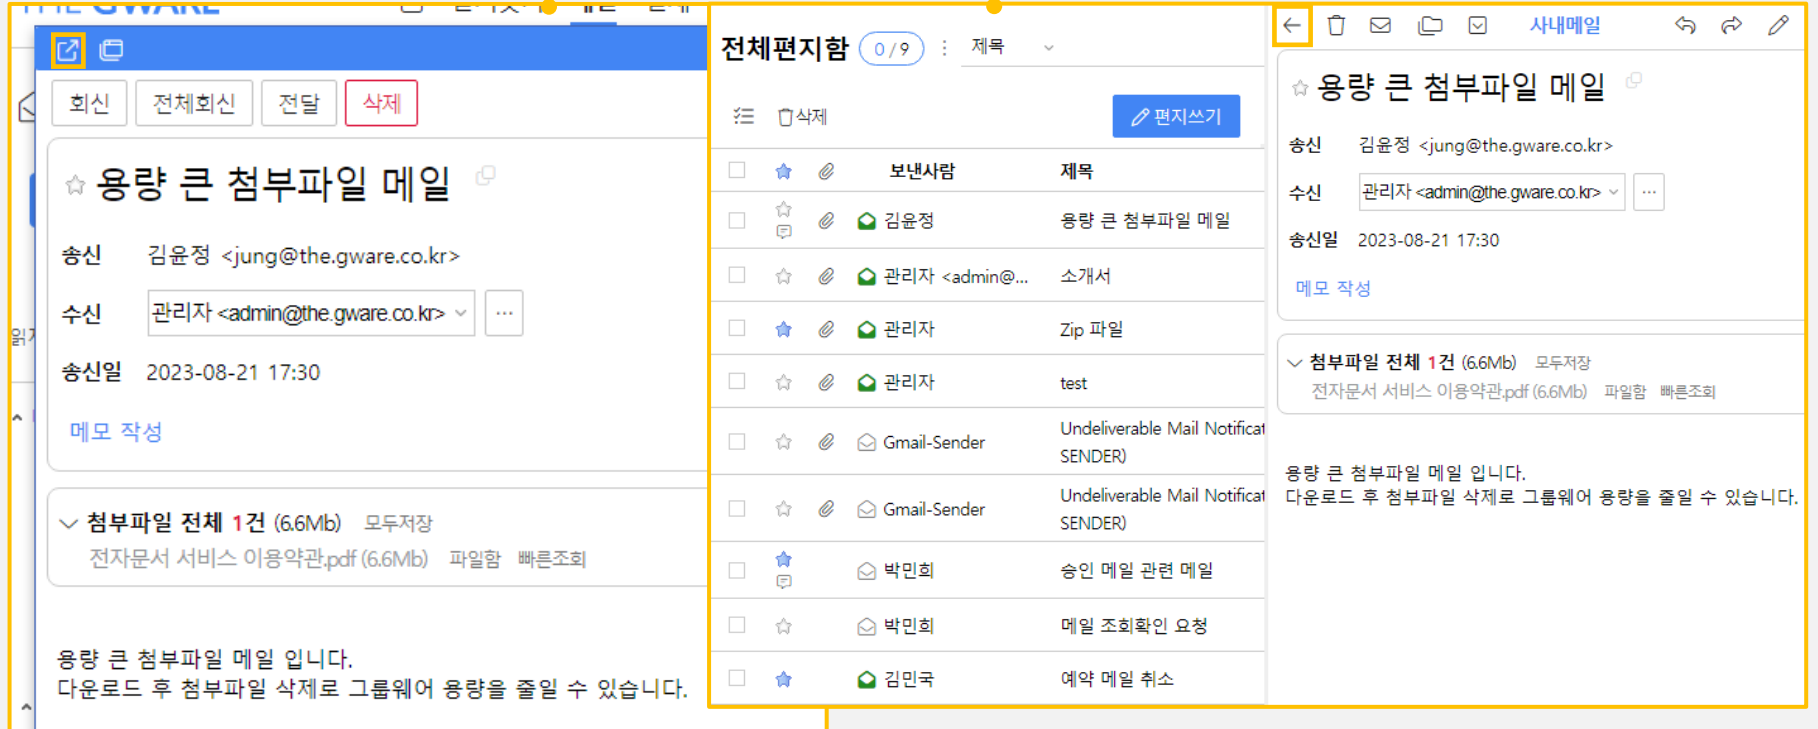 THE GWARE
메일
회신
전체회신
전달
삭제
용량 큰 첨부파일 메일
송신 김윤정 <jung@the.gware.co.kr>
수신 관리자 <admin@the.gware.co.kr> ...
송신일 2023-08-21 17:30
메모 작성
첨부파일 전체 1건 (6.6Mb) 모두저장
전자문서 서비스 이용약관.pdf (6.6Mb) 파일함 빠른조회
용량 큰 첨부파일 메일 입니다.
다운로드 후 첨부파일 삭제로 그룹웨어 용량을 줄일 수 있습니다.
전체편지함 0 / 9 제목
삭제 편지쓰기
보낸사람 제목
김윤정 용량 큰 첨부파일 메일
관리자 <admin@... 소개서
관리자 Zip 파일
관리자 test
Gmail-Sender Undeliverable Mail Notificat
SENDER)
Gmail-Sender Undeliverable Mail Notificat
SENDER)
박민희 승인 메일 관련 메일
박민희 메일 조회확인 요청
김민국 예약 메일 취소
사내메일
용량 큰 첨부파일 메일
송신 김윤정 <jung@the.gware.co.kr>
수신 관리자 <admin@the.gware.co.kr> ...
송신일 2023-08-21 17:30
메모 작성
첨부파일 전체 1건 (6.6Mb) 모두저장
전자문서 서비스 이용약관.pdf (6.6Mb) 파일함 빠른조회
용량 큰 첨부파일 메일 입니다.
다운로드 후 첨부파일 삭제로 그룹웨어 용량을 줄일 수 있습니다.